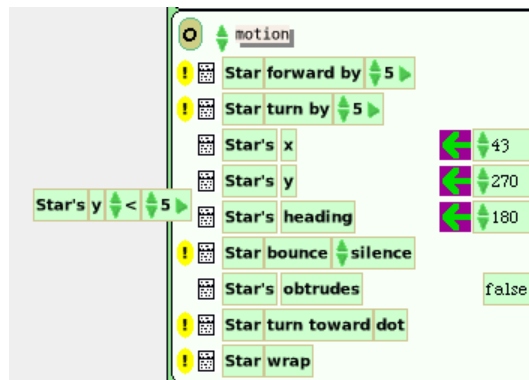 O motion
! Star forward by 5
! Star turn by 5
Star's x 43
Star's y 270
Star's y < 5
Star's heading 180
! Star bounce silence
Star's obtrudes false
! Star turn toward dot
! Star wrap